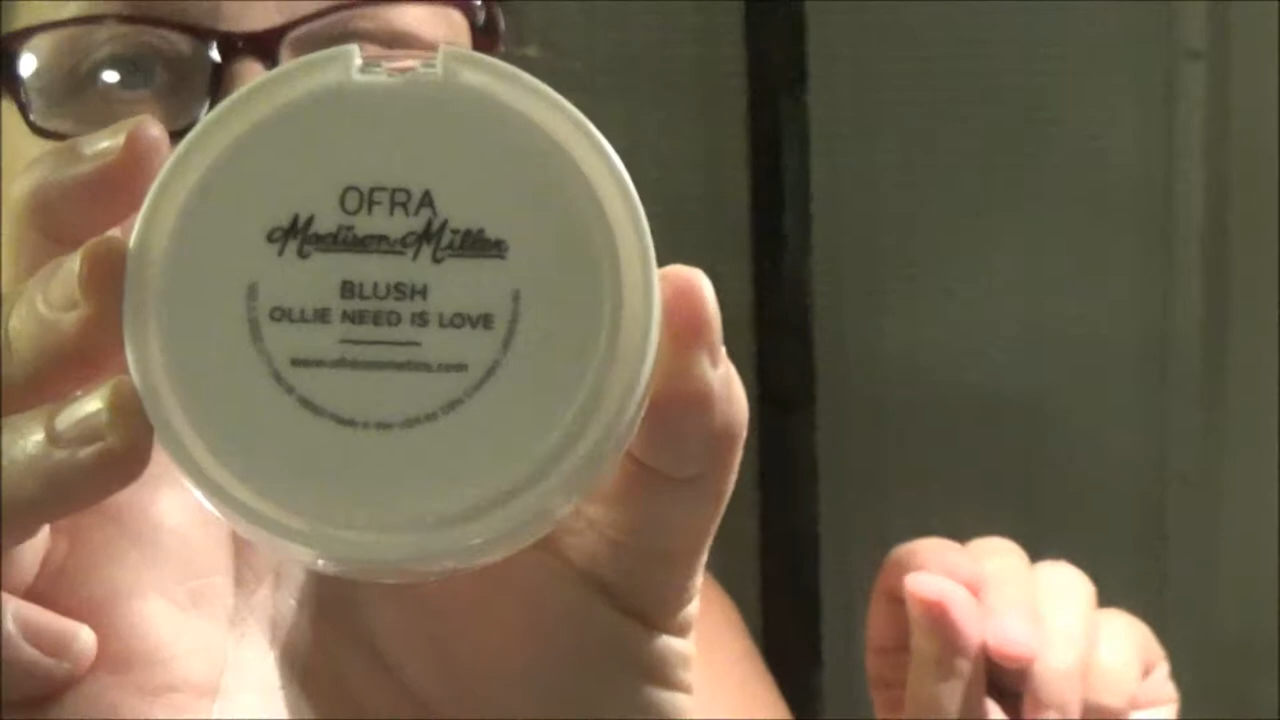 OFRA
Madison Miller
BLUSH
OLLIE NEED IS LOVE
www.ofracosmetics.com